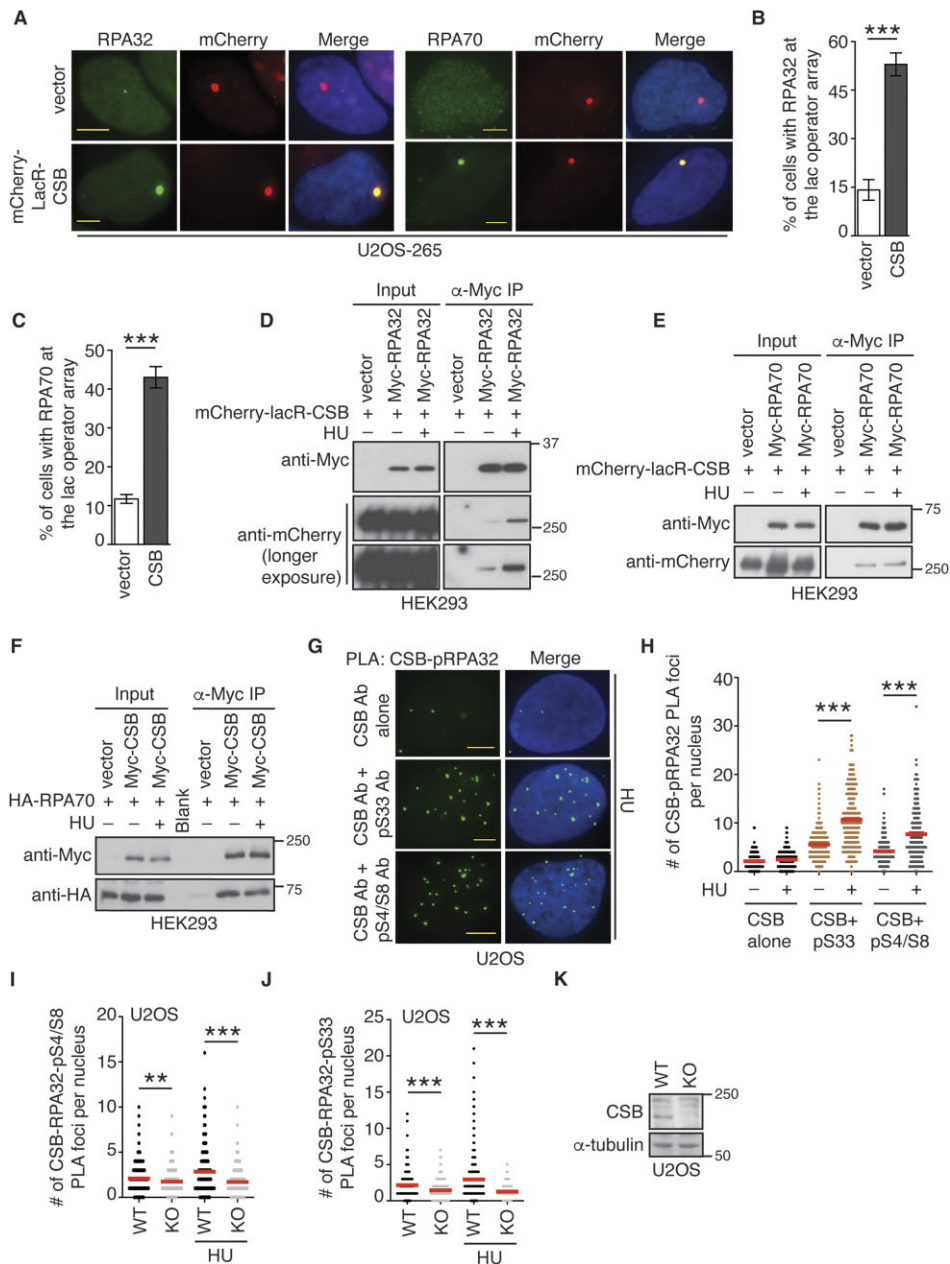 A
RPA32 mCherry Merge RPA70 mCherry Merge
vector
mCherry-
LacR-
CSB
U2OS-265
B
***
% of cells with RPA32 at
the lac operator array
60
45
30
15
0
vector
CSB
C
***
% of cells with RPA70 at
the lac operator array
50
40
30
20
10
0
vector
CSB
D
Input α-Myc IP
vector Myc-RPA32 Myc-RPA32 vector Myc-RPA32 Myc-RPA32
mCherry-lacR-CSB + + + + + +
HU – – + – – +
37
anti-Myc
anti-mCherry
(longer
exposure)
250
250
HEK293
E
Input α-Myc IP
vector Myc-RPA70 Myc-RPA70 vector Myc-RPA70 Myc-RPA70
mCherry-lacR-CSB + + + + + +
HU – – + – – +
75
anti-Myc
anti-mCherry
250
HEK293
F
Input α-Myc IP
vector Myc-CSB Myc-CSB Blank vector Myc-CSB Myc-CSB
HA-RPA70 + + + + + +
HU – – + – – +
250
anti-Myc
anti-HA
75
HEK293
G
PLA: CSB-pRPA32 Merge
CSB Ab
alone
CSB Ab +
pS33 Ab
CSB Ab +
pS4/S8 Ab
HU
U2OS
H
# of CSB-pRPA32 PLA foci
per nucleus
40
30
20
10
0
***
***
HU – + – + – +
CSB
alone
CSB+
pS33
CSB+
pS4/S8
I
U2OS
# of CSB-RPA32-pS4/S8
PLA foci per nucleus
20
15
10
5
0
**
***
WT KO WT KO
HU
J
U2OS
# of CSB-RPA32-pS33
PLA foci per nucleus
25
20
15
10
5
0
***
***
WT KO WT KO
HU
K
WT KO
250
CSB
α-tubulin
50
U2OS